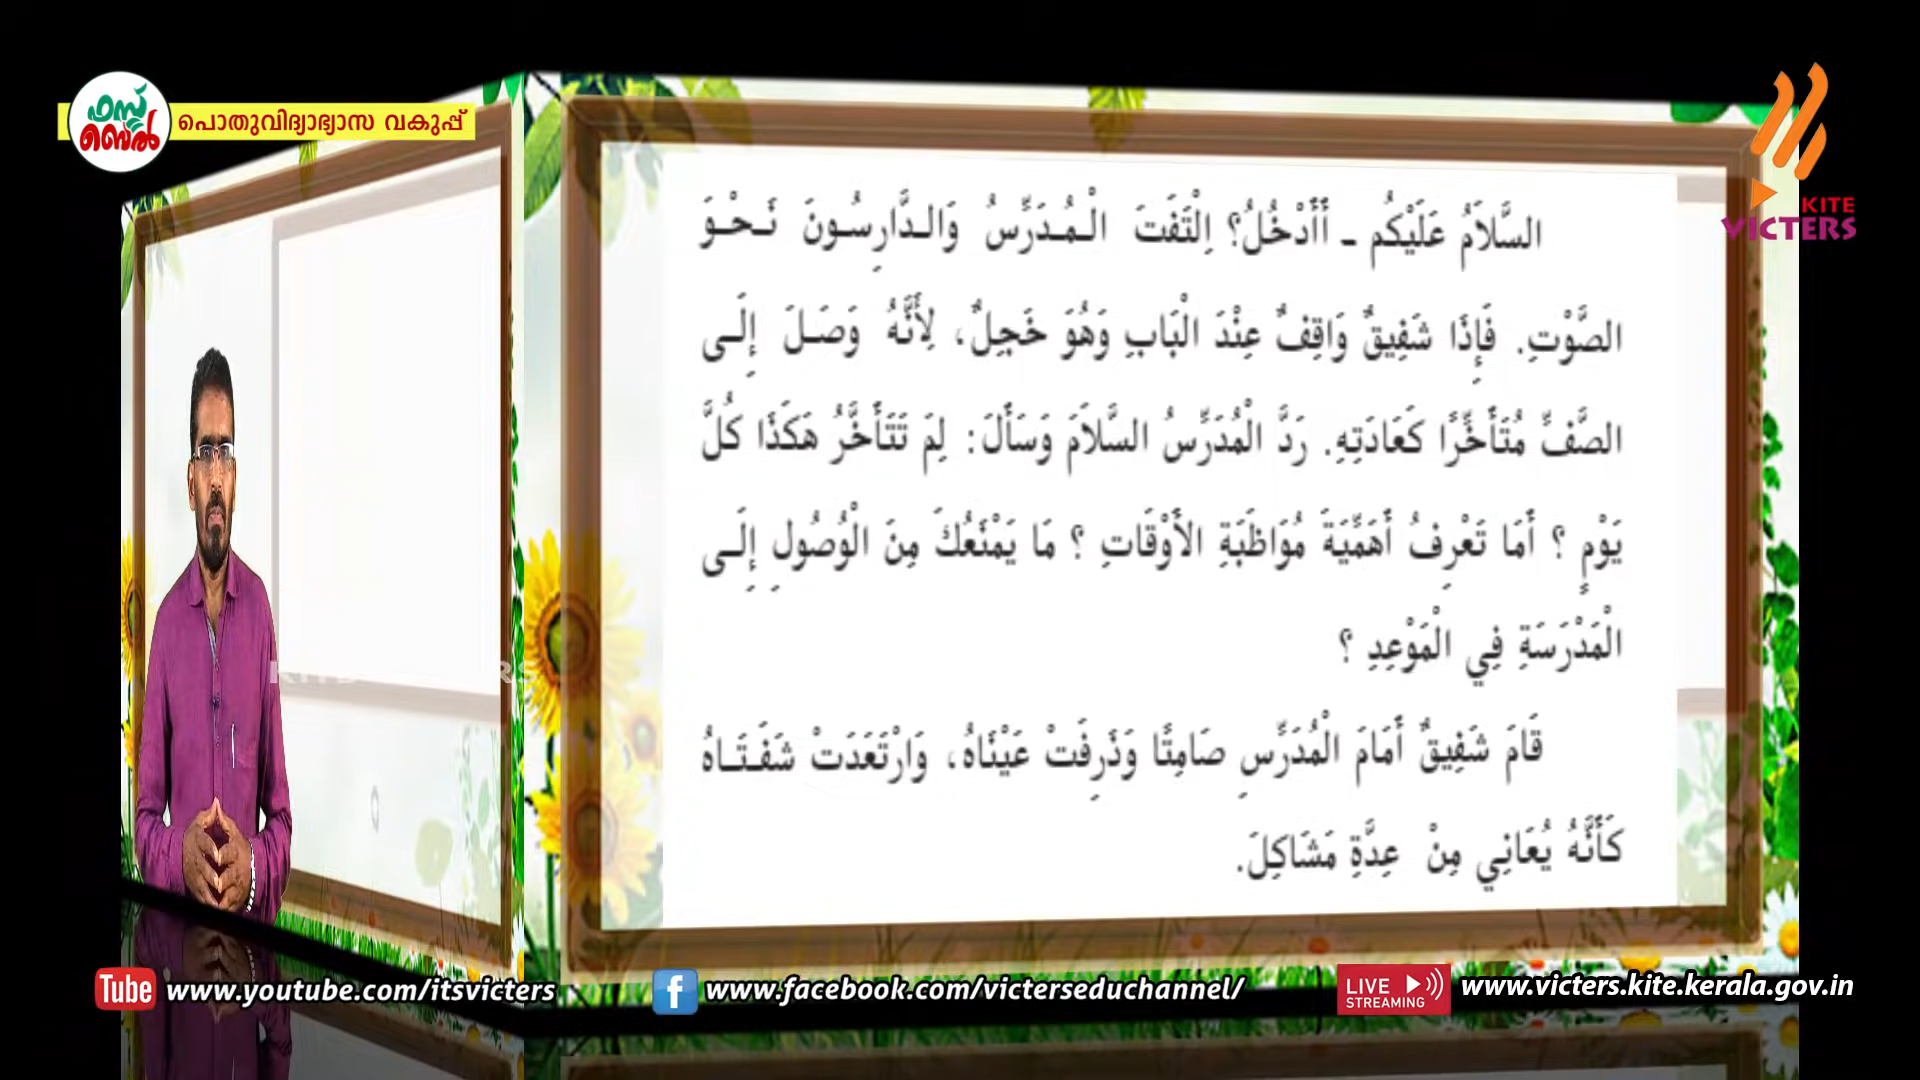 ഫസ്റ്റ്
ബെൽ
പൊതുവിദ്യാഭ്യാസ വകുപ്പ്
KITE
VICTERS
السَّلَامُ عَلَيْكُم ـ أَأَدْخُلُ؟ اِلْتَفَتَ الْمُدَرِّسُ وَالدَّارِسُونَ نَحْوَ
الصَّوْتِ. فَإِذَا شَفِيقٌ وَاقِفٌ عِنْدَ الْبَابِ وَهُوَ خَجِلٌ، لِأَنَّهُ وَصَلَ إِلَى
الصَّفِّ مُتَأَخِّرًا كَعَادَتِهِ. رَدَّ الْمُدَرِّسُ السَّلَامَ وَسَأَلَ: لِمَ تَتَأَخَّرُ هَكَذَا كُلَّ
يَوْمٍ ؟ أَمَا تَعْرِفُ أَهَمِّيَةَ مُوَاظَبَةِ الأَوْقَاتِ ؟ مَا يَمْنَعُكَ مِنَ الْوُصُولِ إِلَى
الْمَدْرَسَةِ فِي الْمَوْعِدِ ؟
قَامَ شَفِيقٌ أَمَامَ الْمُدَرِّسِ صَامِتًا وَذَرِفَتْ عَيْنَاهُ، وَارْتَعَدَتْ شَفَتَاهُ
كَأَنَّهُ يُعَانِي مِنْ عِدَّةِ مَشَاكِلَ.
Tube www.youtube.com/itsvicters
f www.facebook.com/victerseduchannel/
LIVE STREAMING www.victers.kite.kerala.gov.in